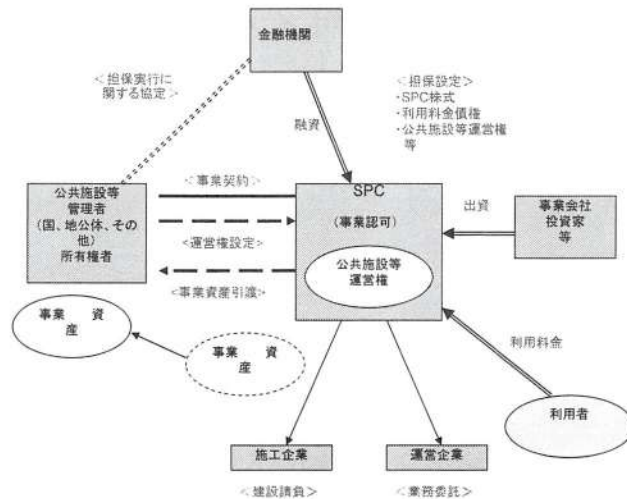 金融機関
<担保実行に
関する協定>
<担保設定>
・SPC株式
・利用料金債権
・公共施設等運営権
等
融資
公共施設等
管理者
(国、地公体、その
他)
所有権者
<事業契約>
<運営権設定>
<事業資産引渡>
SPC
(事業認可)
公共施設等
運営権
出資
事業会社
投資家
等
事業 資
産
事業 資
産
利用料金
利用者
施工企業
運営企業
<建設請負>
<業務委託>